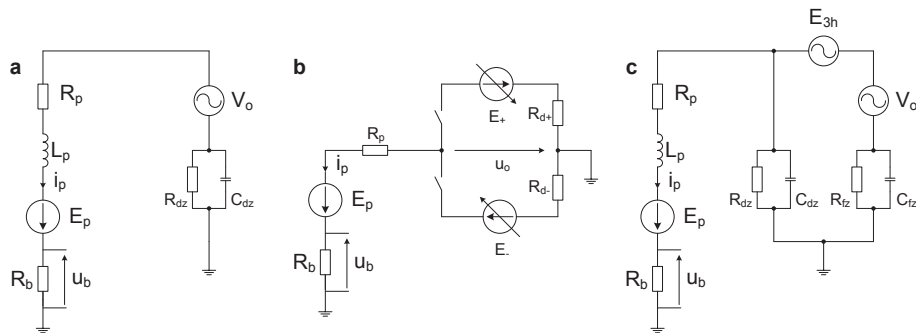 a
R_p
L_p
i_p
E_p
R_b
u_b
V_o
R_dz
C_dz
b
R_p
i_p
E_p
R_b
u_b
E_+
R_d+
u_o
R_d-
E_-
c
E_3h
R_p
L_p
i_p
E_p
R_b
u_b
R_dz
C_dz
V_o
R_fz
C_fz